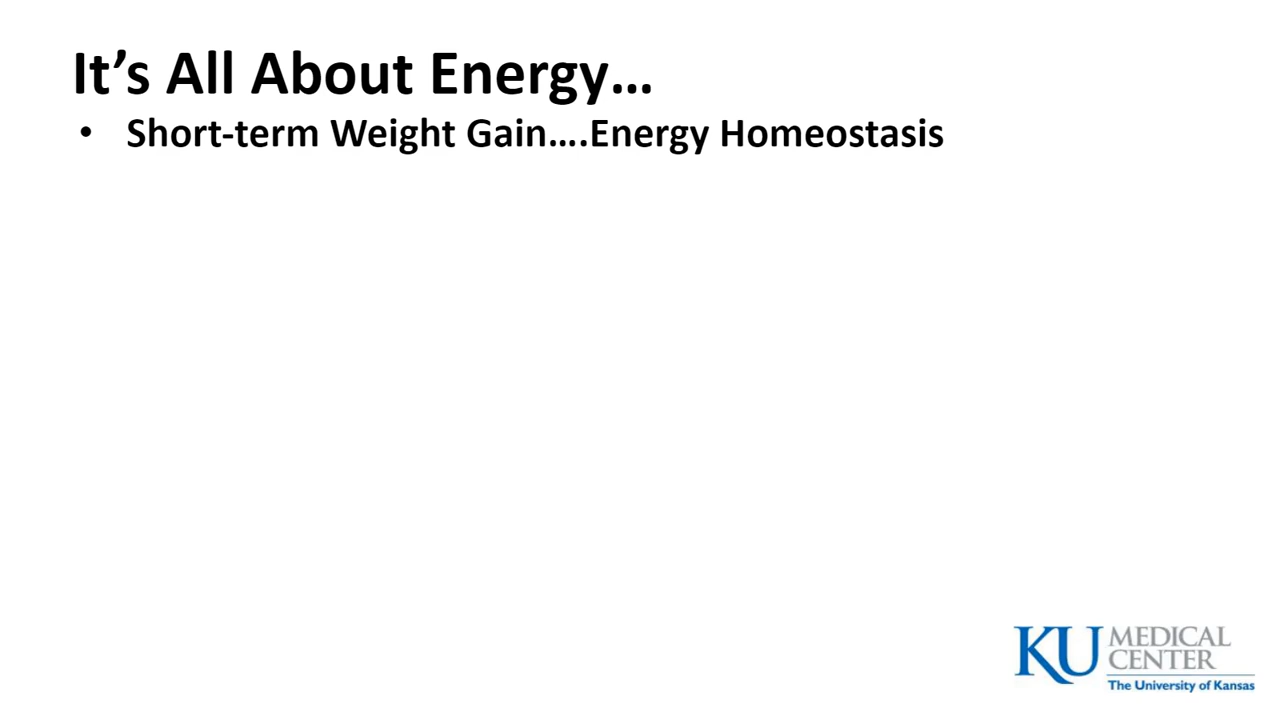 It’s All About Energy…
• Short-term Weight Gain….Energy Homeostasis
KU MEDICAL
CENTER
The University of Kansas